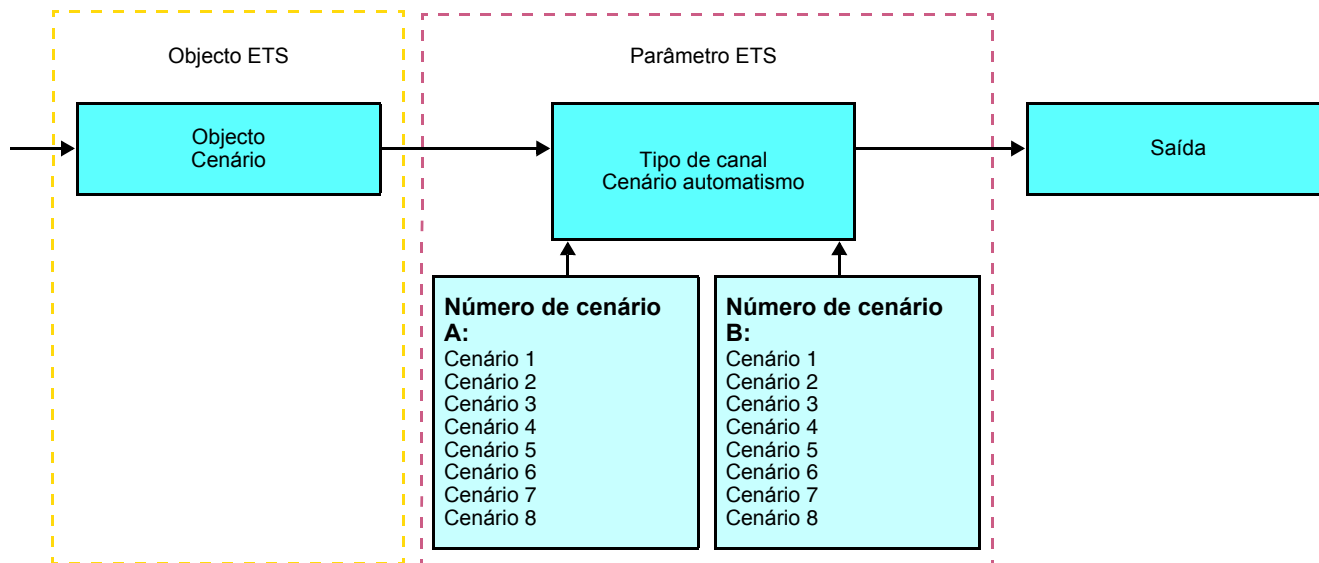 Objecto ETS
Parâmetro ETS
Objecto
Cenário
Tipo de canal
Cenário automatismo
Saída
Número de cenário
A:
Cenário 1
Cenário 2
Cenário 3
Cenário 4
Cenário 5
Cenário 6
Cenário 7
Cenário 8
Número de cenário
B:
Cenário 1
Cenário 2
Cenário 3
Cenário 4
Cenário 5
Cenário 6
Cenário 7
Cenário 8